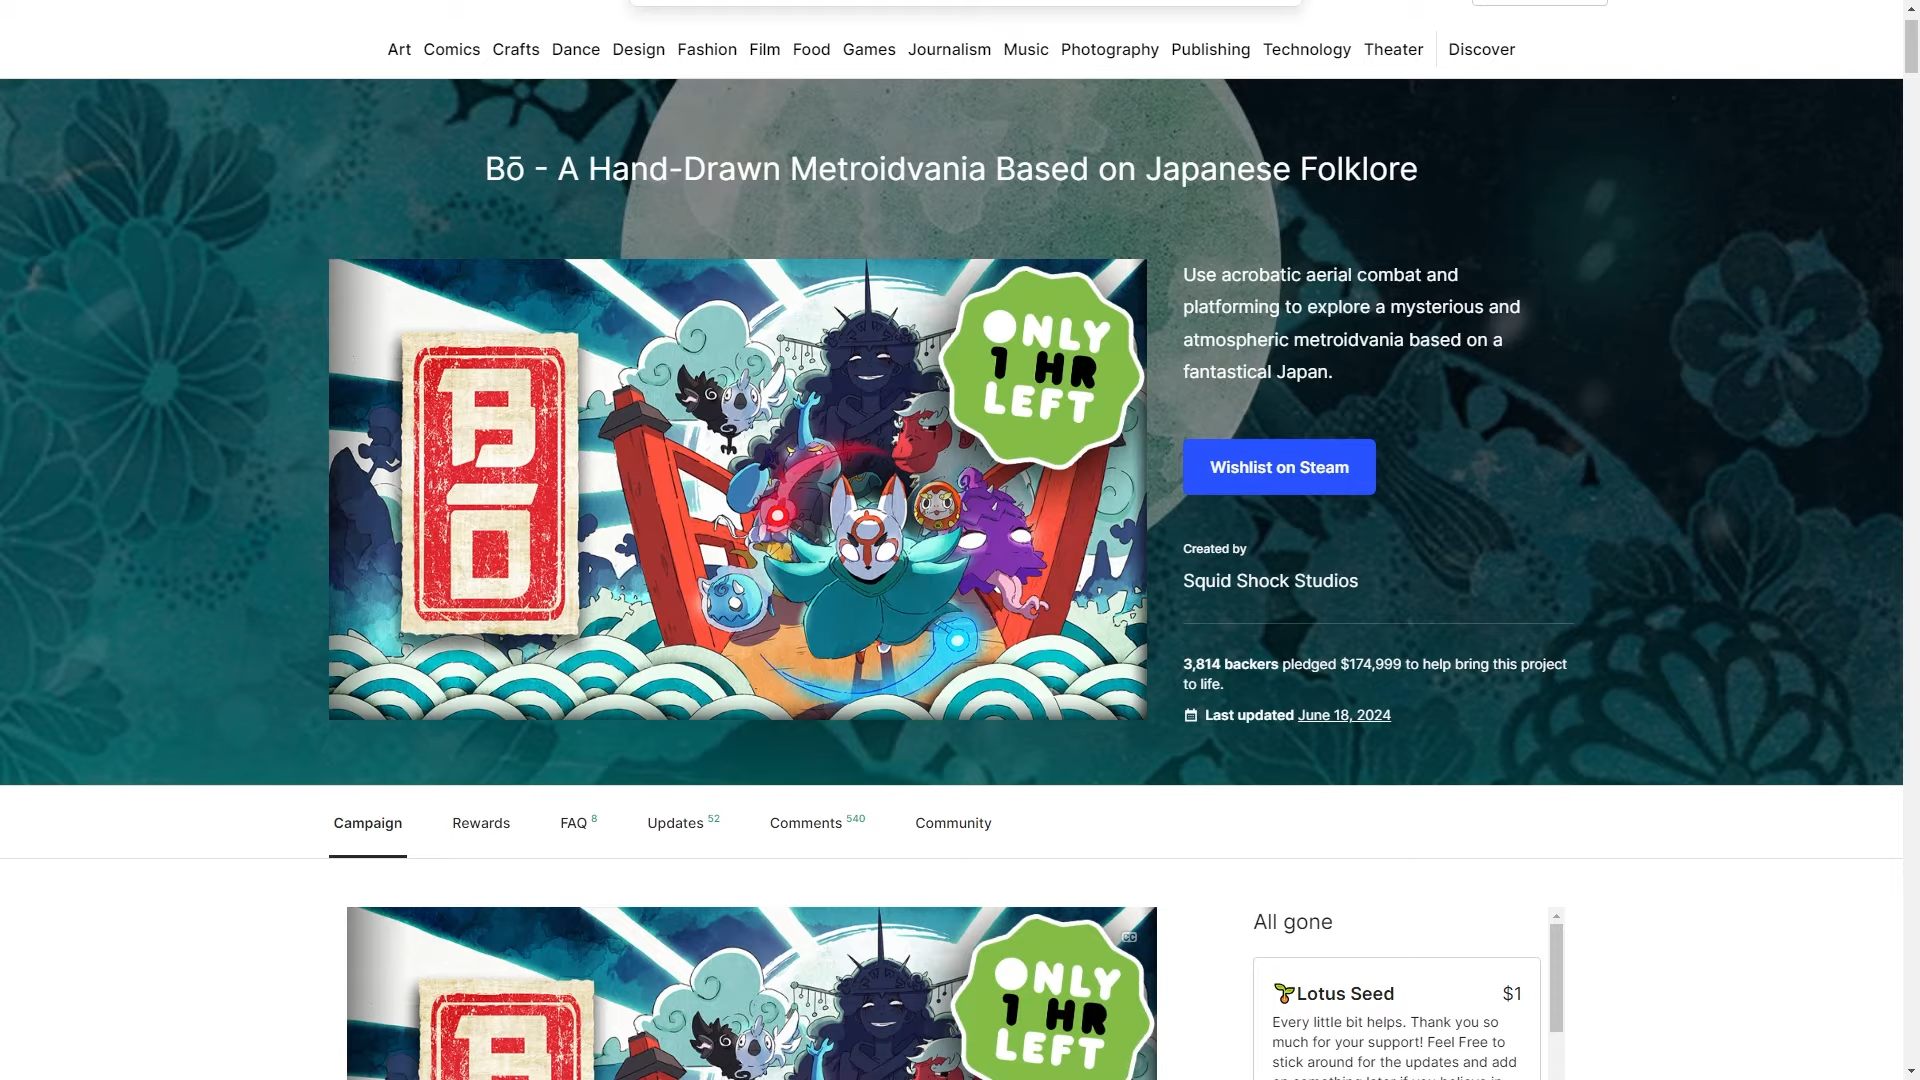 Art Comics Crafts Dance Design Fashion Film Food Games Journalism Music Photography Publishing Technology Theater Discover
Bō - A Hand-Drawn Metroidvania Based on Japanese Folklore
BO
ONLY
1 HR
LEFT
Use acrobatic aerial combat and
platforming to explore a mysterious and
atmospheric metroidvania based on a
fantastical Japan.
Wishlist on Steam
Created by
Squid Shock Studios
3,814 backers pledged $174,999 to help bring this project
to life.
Last updated June 18, 2024
Campaign Rewards FAQ 8 Updates 52 Comments 540 Community
CC
ONLY
1 HR
LEFT
All gone
Lotus Seed $1
Every little bit helps. Thank you so
much for your support! Feel Free to
stick around for the updates and add